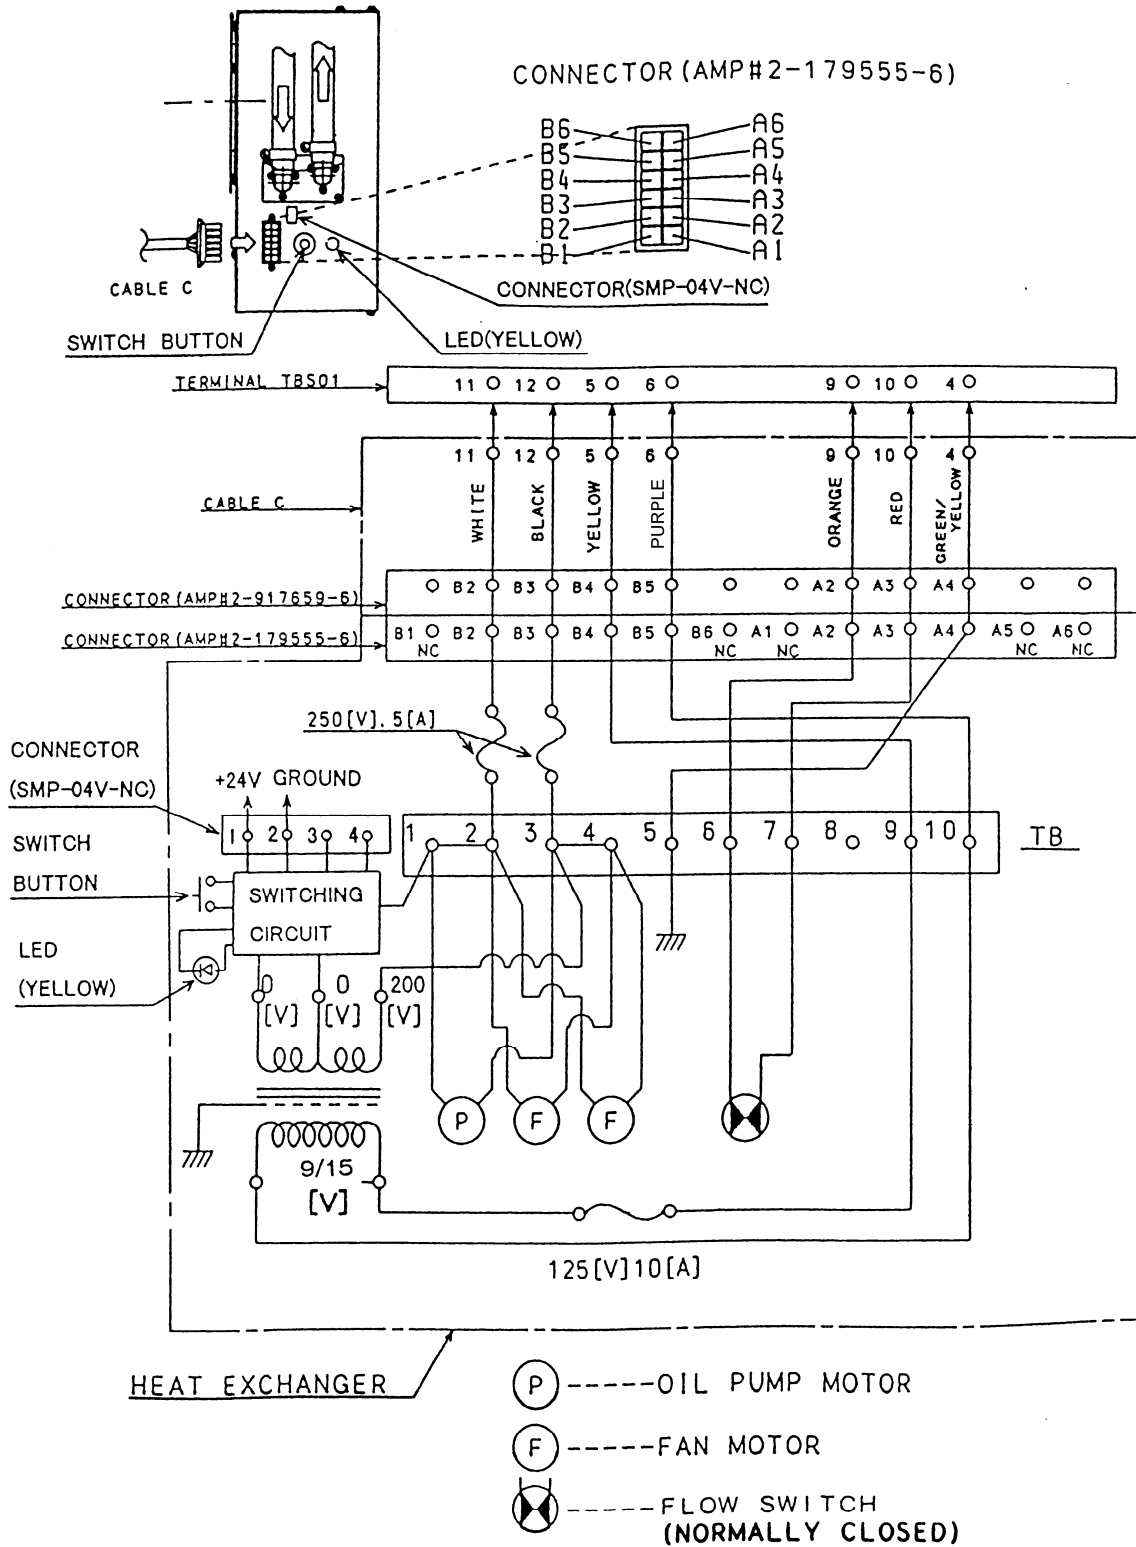 CONNECTOR(AMP#2-179555-6)
B6 A6
B5 A5
B4 A4
B3 A3
B2 A2
B1 A1
CABLE C
CONNECTOR(SMP-04V-NC)
SWITCH BUTTON
LED(YELLOW)
TERMINAL TBS01
11 12 5 6 9 10 4
11 12 5 6 9 10 4
CABLE C
WHITE
BLACK
YELLOW
PURPLE
ORANGE
RED
GREEN/
YELLOW
CONNECTOR(AMP#2-917659-6)
B2 B3 B4 B5 A2 A3 A4
CONNECTOR(AMP#2-179555-6)
B1 B2 B3 B4 B5 B6 A1 A2 A3 A4 A5 A6
NC NC NC NC NC
250[V].5[A]
CONNECTOR
(SMP-04V-NC)
+24V GROUND
1 2 3 4
1 2 3 4 5 6 7 8 9 10
TB
SWITCH
BUTTON
SWITCHING
CIRCUIT
LED
(YELLOW)
0
[V]
0
[V]
200
[V]
P F F
9/15
[V]
125[V]10[A]
HEAT EXCHANGER
P -----OIL PUMP MOTOR
F -----FAN MOTOR
-----FLOW SWITCH
(NORMALLY CLOSED)